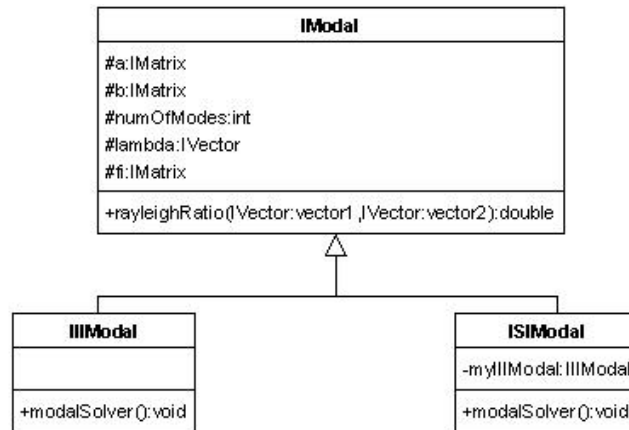 IModal
#a:IMatrix
#b:IMatrix
#numOfModes:int
#lambda:IVector
#fi:IMatrix
+rayleighRatio(IVector:vector1,IVector:vector2):double
IIIModal
+modalSolver():void
ISIModal
-myIIIModal:IIIModal
+modalSolver():void